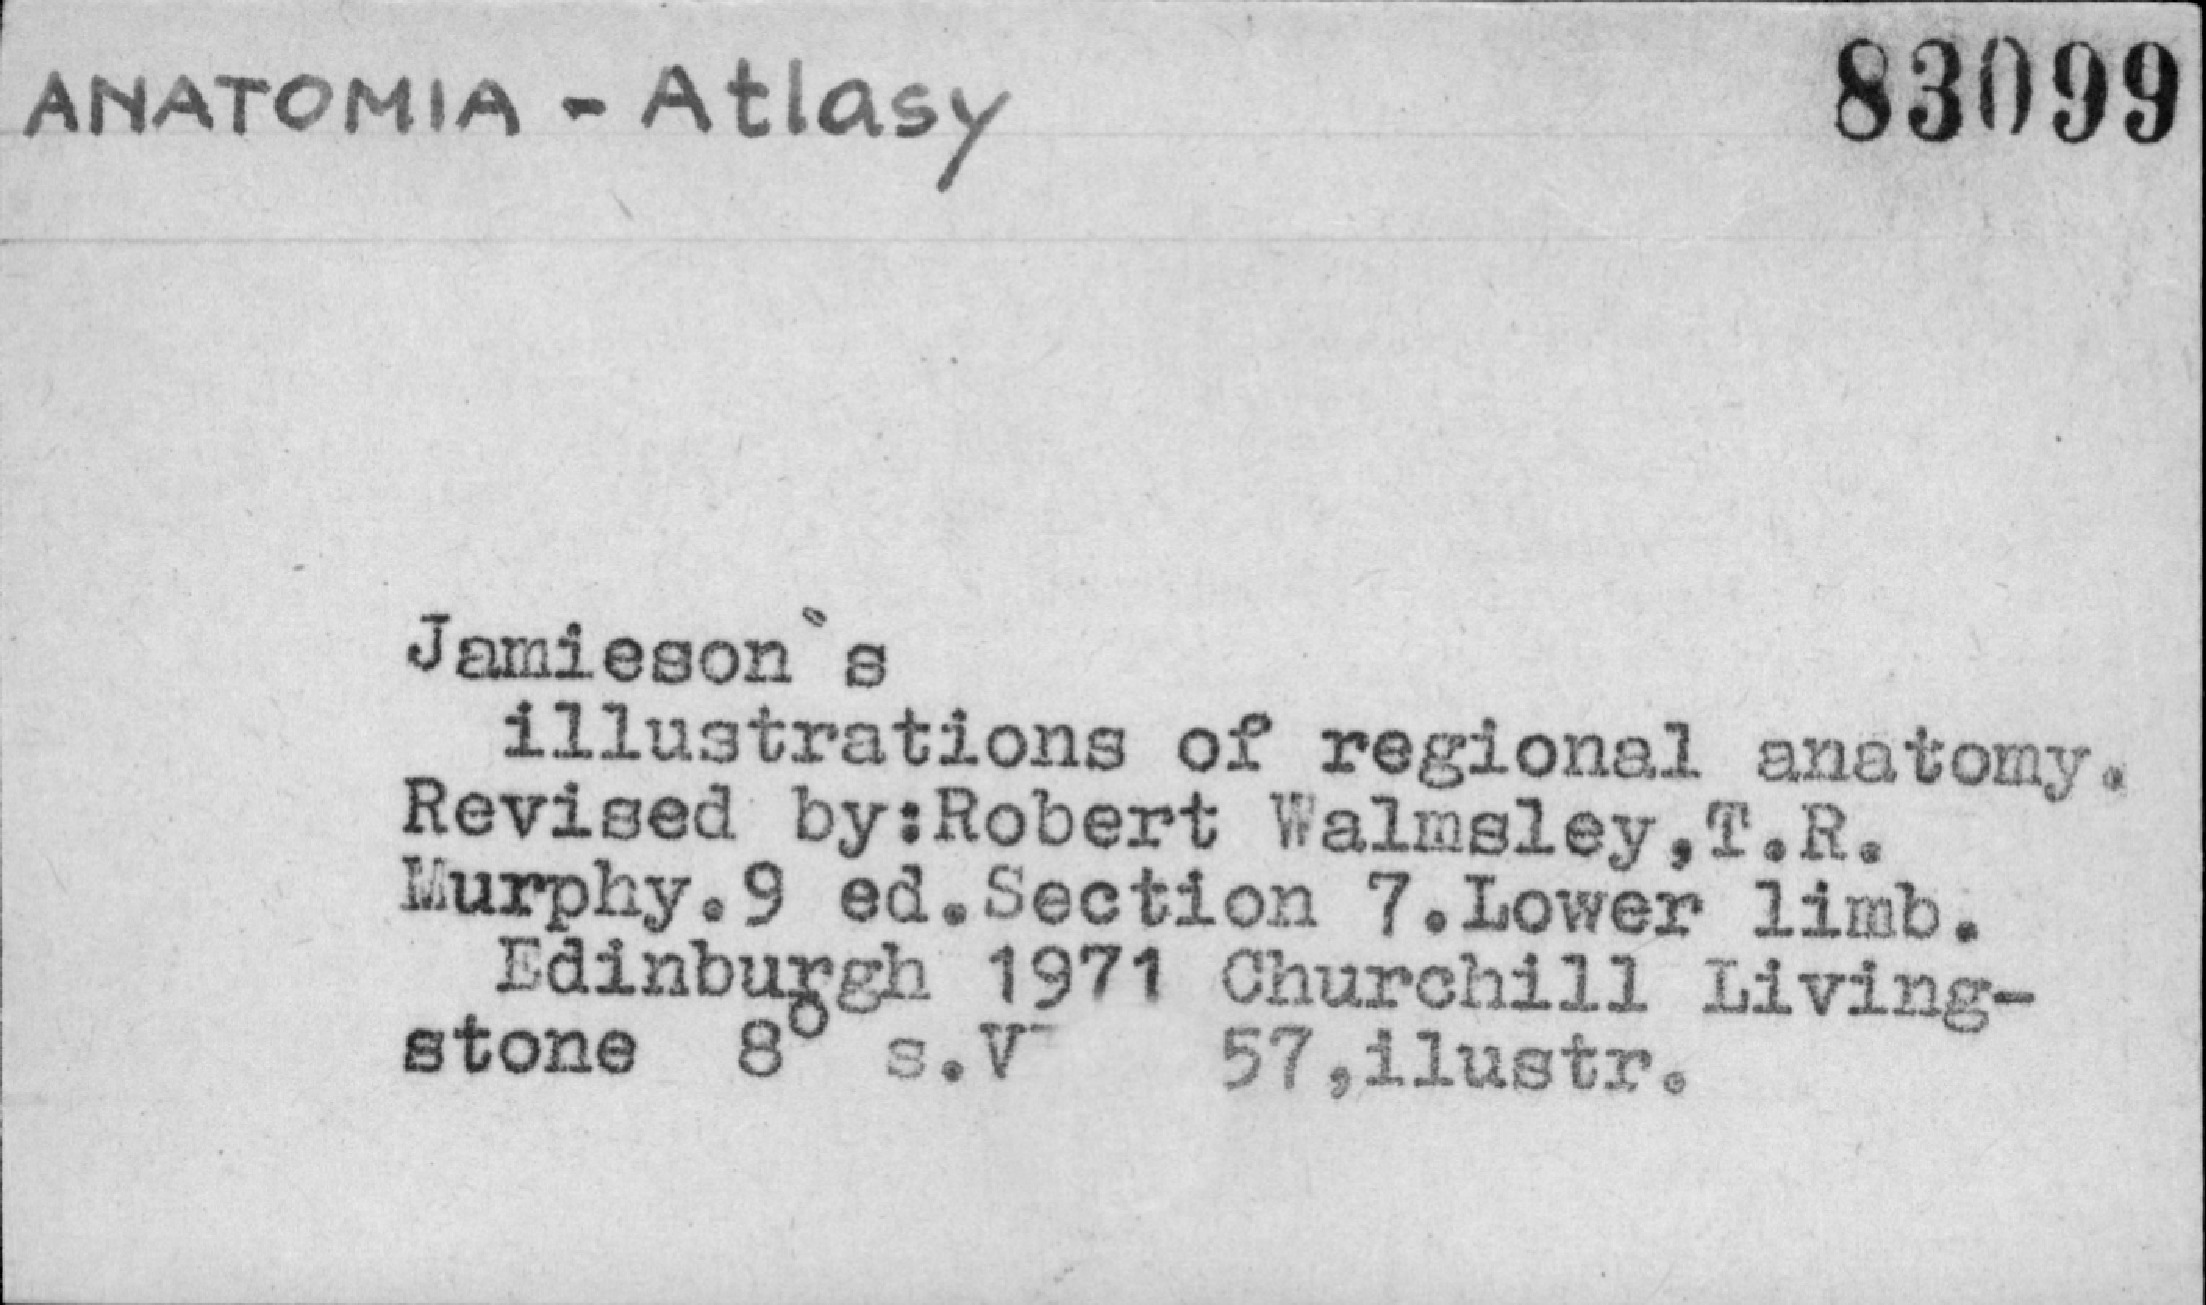 ANATOMIA - Atlasy
83099
Jamieson`s
illustrations of regional anatomy.
Revised by:Robert Walmsley,T.R.
Murphy.9 ed.Section 7.Lower limb.
Edinburgh 1971 Churchill Living-
stone 8° s. 57,ilustr.